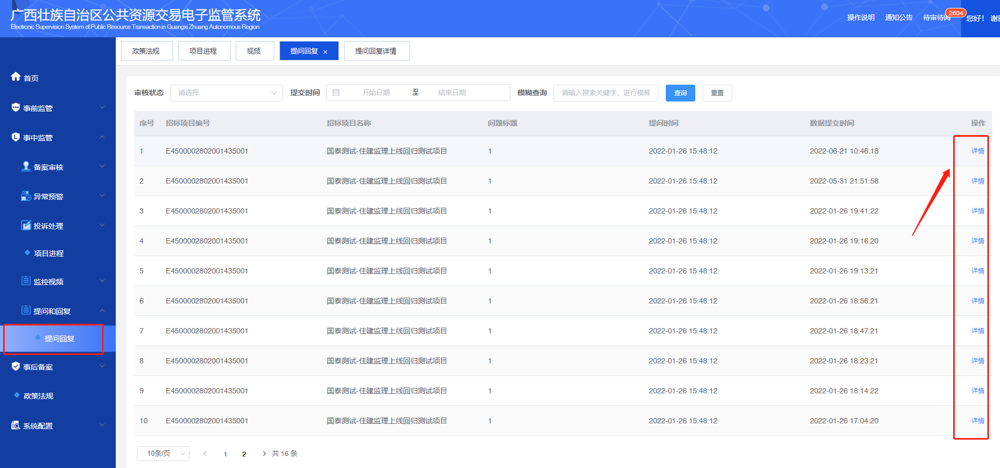 广西壮族自治区公共资源交易电子监管系统
Electronic Supervision System of Public Resource Transaction in Guangxi Zhuang Autonomous Region
操作说明 通知公告 待审待阅 2604 您好！ 谢
政策法规 项目进程 视频 提问回复 × 提问回复详情
首页
事前监管
事中监管
备案审核
异常预警
投诉处理
项目进程
监控视频
提问和回复
提问回复
事后备案
政策法规
系统配置
审核状态 请选择 提交时间 开始日期 至 结束日期 模糊查询 请输入搜索关键字，进行模糊 查询 重置
序号 招标项目编号 招标项目名称 问题标题 提问时间 数据提交时间 操作
1 E4500002802001435001 国泰测试-住建监理上线回归测试项目 1 2022-01-26 15:48:12 2022-06-21 10:46:18 详情
2 E4500002802001435001 国泰测试-住建监理上线回归测试项目 1 2022-01-26 15:48:12 2022-05-31 21:51:58 详情
3 E4500002802001435001 国泰测试-住建监理上线回归测试项目 1 2022-01-26 15:48:12 2022-01-26 19:41:22 详情
4 E4500002802001435001 国泰测试-住建监理上线回归测试项目 1 2022-01-26 15:48:12 2022-01-26 19:16:20 详情
5 E4500002802001435001 国泰测试-住建监理上线回归测试项目 1 2022-01-26 15:48:12 2022-01-26 19:13:21 详情
6 E4500002802001435001 国泰测试-住建监理上线回归测试项目 1 2022-01-26 15:48:12 2022-01-26 18:56:21 详情
7 E4500002802001435001 国泰测试-住建监理上线回归测试项目 1 2022-01-26 15:48:12 2022-01-26 18:47:21 详情
8 E4500002802001435001 国泰测试-住建监理上线回归测试项目 1 2022-01-26 15:48:12 2022-01-26 18:23:21 详情
9 E4500002802001435001 国泰测试-住建监理上线回归测试项目 1 2022-01-26 15:48:12 2022-01-26 18:14:22 详情
10 E4500002802001435001 国泰测试-住建监理上线回归测试项目 1 2022-01-26 15:48:12 2022-01-26 17:04:20 详情
10条/页 < 1 2 > 共 16 条